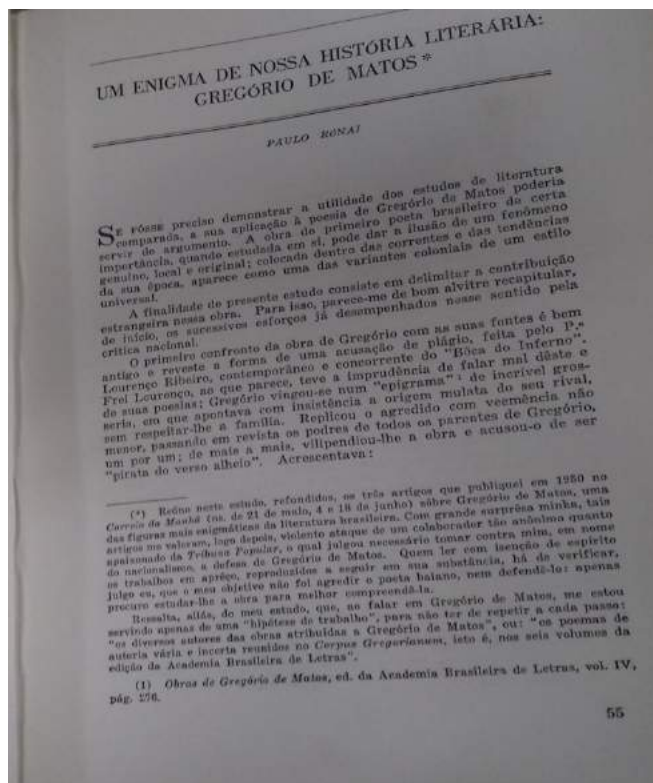 UM ENIGMA DE NOSSA HISTÓRIA LITERÁRIA:
GREGÓRIO DE MATOS *
PAULO RÓNAI
SE FÔSSE preciso demonstrar a utilidade dos estudos de literatura
comparada, a sua aplicação à poesia de Gregório de Matos poderia
servir de argumento. A obra do primeiro poeta brasileiro de certa
importância, quando estudada em si, pode dar a ilusão de um fenômeno
genuíno, local e original; colocada dentro das correntes e das tendências
da sua época, aparece como uma das variantes coloniais de um estilo
universal.
A finalidade do presente estudo consiste em delimitar a contribuição
estrangeira nessa obra. Para isso, parece-me de bom alvitre recapitular,
de início, os sucessivos esforços já desempenhados nesse sentido pela
crítica nacional.
O primeiro confronto da obra de Gregório com as suas fontes é bem
antigo e reveste a forma de uma acusação de plágio, feita pelo P.e
Lourenço Ribeiro, contemporâneo e concorrente do "Bôca do Inferno".
Frei Lourenço, ao que parece, teve a imprudência de falar mal dêste e
de suas poesias; Gregório vingou-se num "epigrama" : de incrível gros-
seria, em que apontava com insistência a origem mulata do seu rival,
sem respeitar-lhe a família. Replicou o agredido com veemência não
menor, passando em revista os podres de todos os parentes de Gregório,
um por um; de mais a mais, vilipendiou-lhe a obra e acusou-o de ser
"pirata do verso alheio". Acrescentava:
(*) Reúno neste estudo, refundidos, os três artigos que publiquei em 1950 no
Correio da Manhã (ns. de 21 de maio, 4 e 18 de junho) sôbre Gregório de Matos, uma
das figuras mais enigmáticas da literatura brasileira. Com grande surprêsa minha, tais
artigos me valeram, logo depois, violento ataque de um colaborador tão anônimo quanto
apaixonado da Tribuna Popular, o qual julgou necessário tomar contra mim, em nome
do nacionalismo, a defesa de Gregório de Matos. Quem ler com isenção de espírito
os trabalhos em aprêço, reproduzidos a seguir em sua substância, há de verificar,
julgo eu, que o meu objetivo não foi agredir o poeta baiano, nem defendê-lo: apenas
procuro estudar-lhe a obra para melhor compreendê-la.
Ressalta, aliás, do meu estudo, que, ao falar em Gregório de Matos, me estou
servindo apenas de uma "hipótese de trabalho", para não ter de repetir a cada passo:
"os diversos autores das obras atribuídas a Gregório de Matos", ou: "os poemas de
autoria vária e incerta reunidos no Corpus Gregorianum, isto é, nos seis volumes da
edição da Academia Brasileira de Letras".
(1) Obras de Gregório de Matos, ed. da Academia Brasileira de Letras, vol. IV,
pág. 276.
55